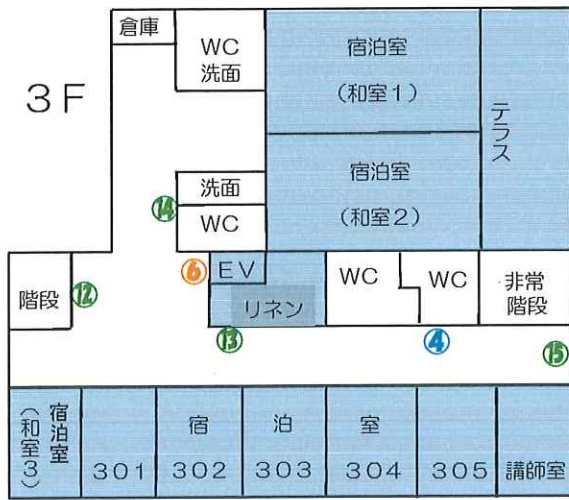 倉庫
WC
洗面
宿泊室
(和室1)
テラス
3F
洗面
⑭
WC
宿泊室
(和室2)
階段
⑫
⑥
EV
リネン
⑬
WC
WC
④
非常
階段
⑮
宿泊室
(和室3)
宿
泊
室
301
302
303
304
305
講師室